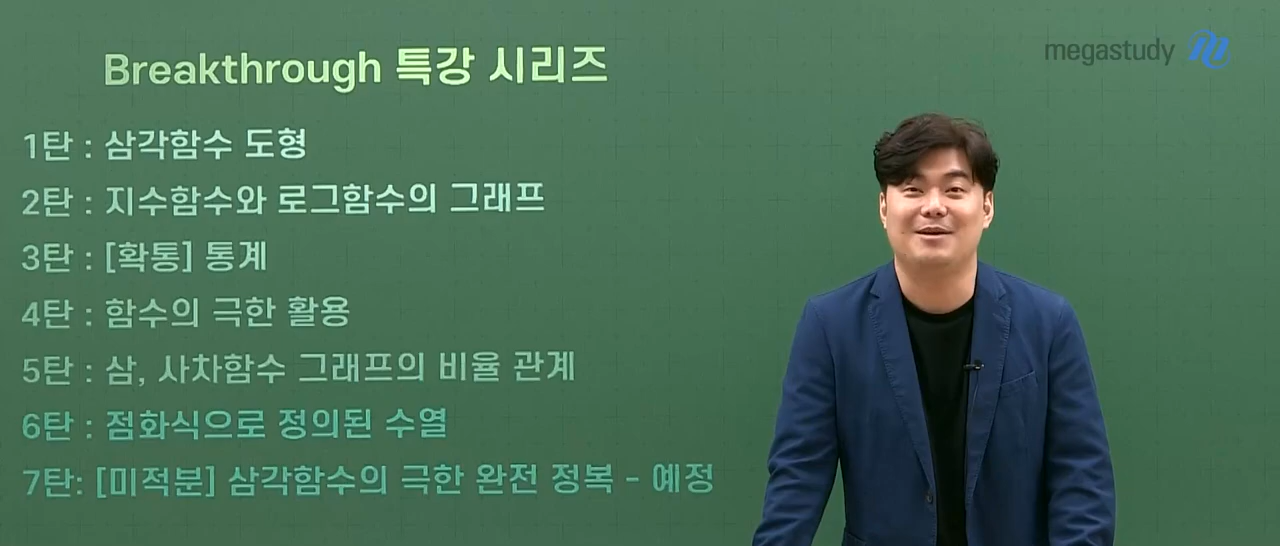 Breakthrough 특강 시리즈
megastudy
1탄 : 삼각함수 도형
2탄 : 지수함수와 로그함수의 그래프
3탄 : [확통] 통계
4탄 : 함수의 극한 활용
5탄 : 삼, 사차함수 그래프의 비율 관계
6탄 : 점화식으로 정의된 수열
7탄: [미적분] 삼각함수의 극한 완전 정복 - 예정